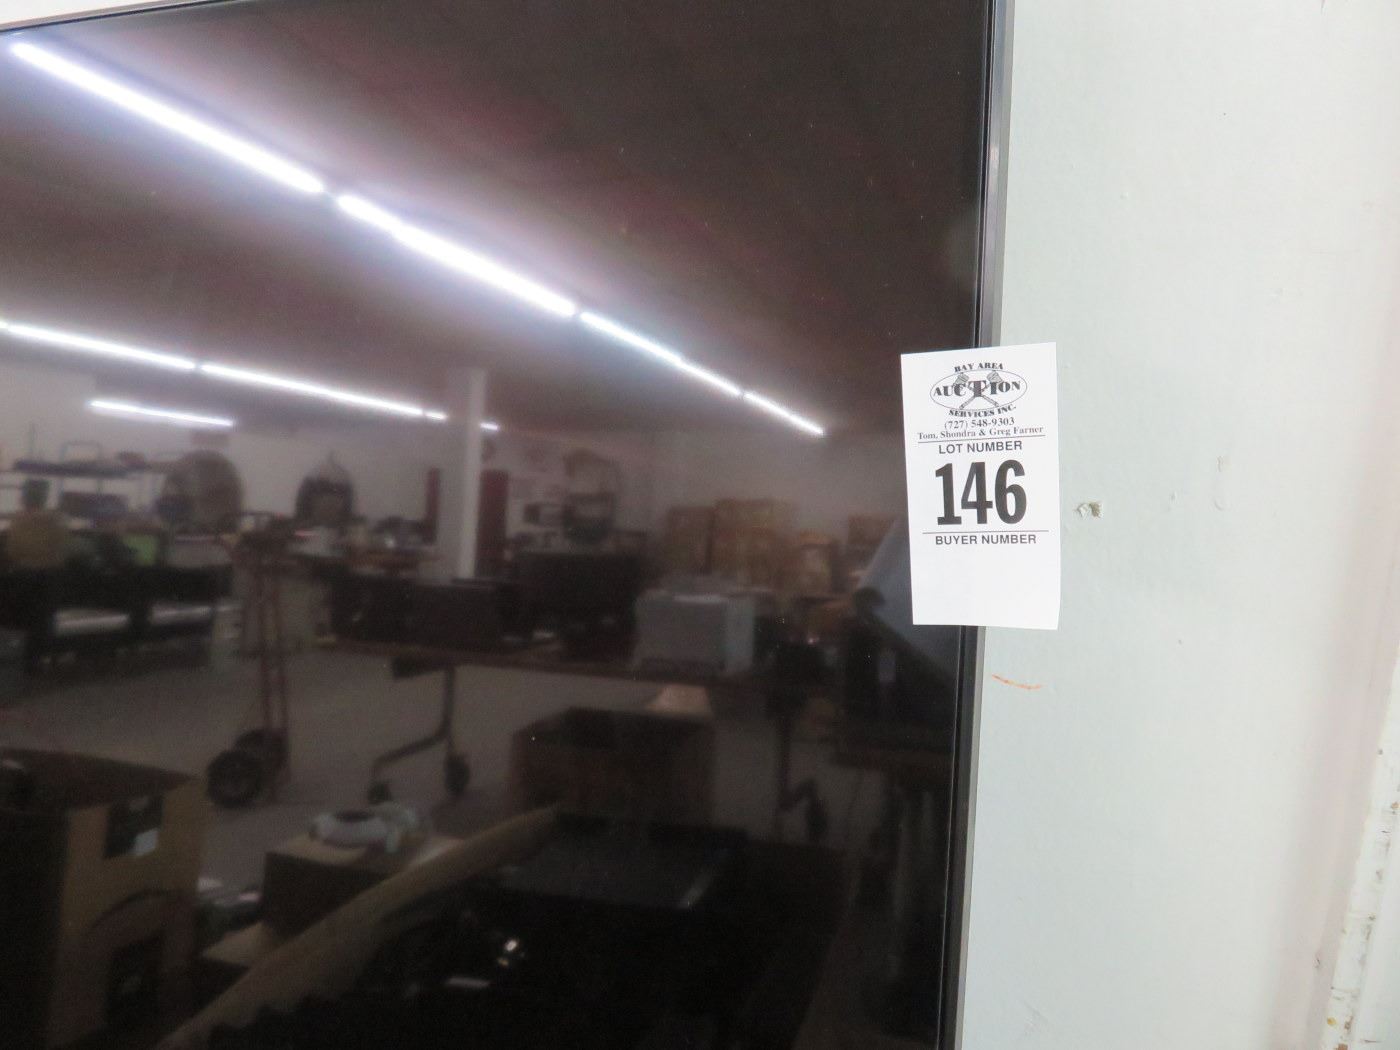 BAY AREA
AUCTION
SERVICES INC.
(727) 548-9303
Tom, Shondra & Greg Farner
LOT NUMBER
146
BUYER NUMBER